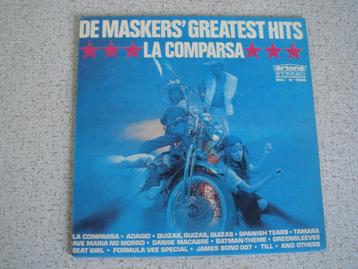 DE MASKERS' GREATEST HITS
★★★ LA COMPARSA ★★★
artone
STEREO
LA COMPARSA • ADAGIO • QUIZAS, QUIZAS, QUIZAS • SPANISH TEARS • TAMARA
AVE MARIA NO MORRO • DANSE MACABRE • BATMAN-THEME • GREENSLEEVES
BEAT GIRL • FORMULA VEE SPECIAL • JAMES BOND 007 • TILL • AND OTHERS